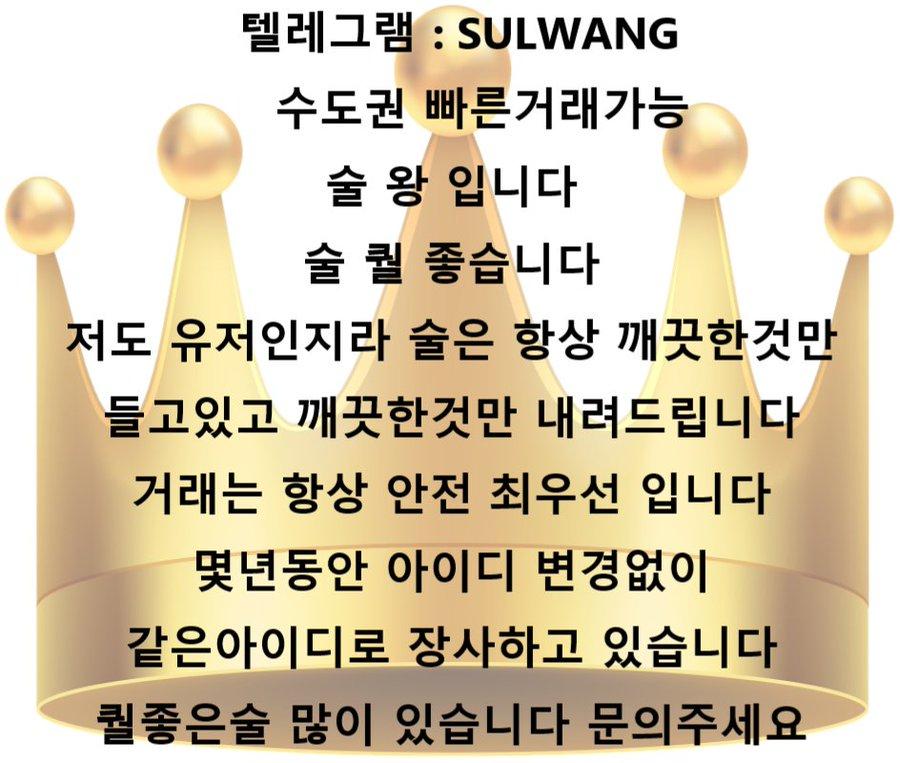 텔레그램 : SULWANG
수도권 빠른거래가능
술 왕 입니다
술 퀄 좋습니다
저도 유저인지라 술은 항상 깨끗한것만
들고있고 깨끗한것만 내려드립니다
거래는 항상 안전 최우선 입니다
몇년동안 아이디 변경없이
같은아이디로 장사하고 있습니다
퀄좋은술 많이 있습니다 문의주세요